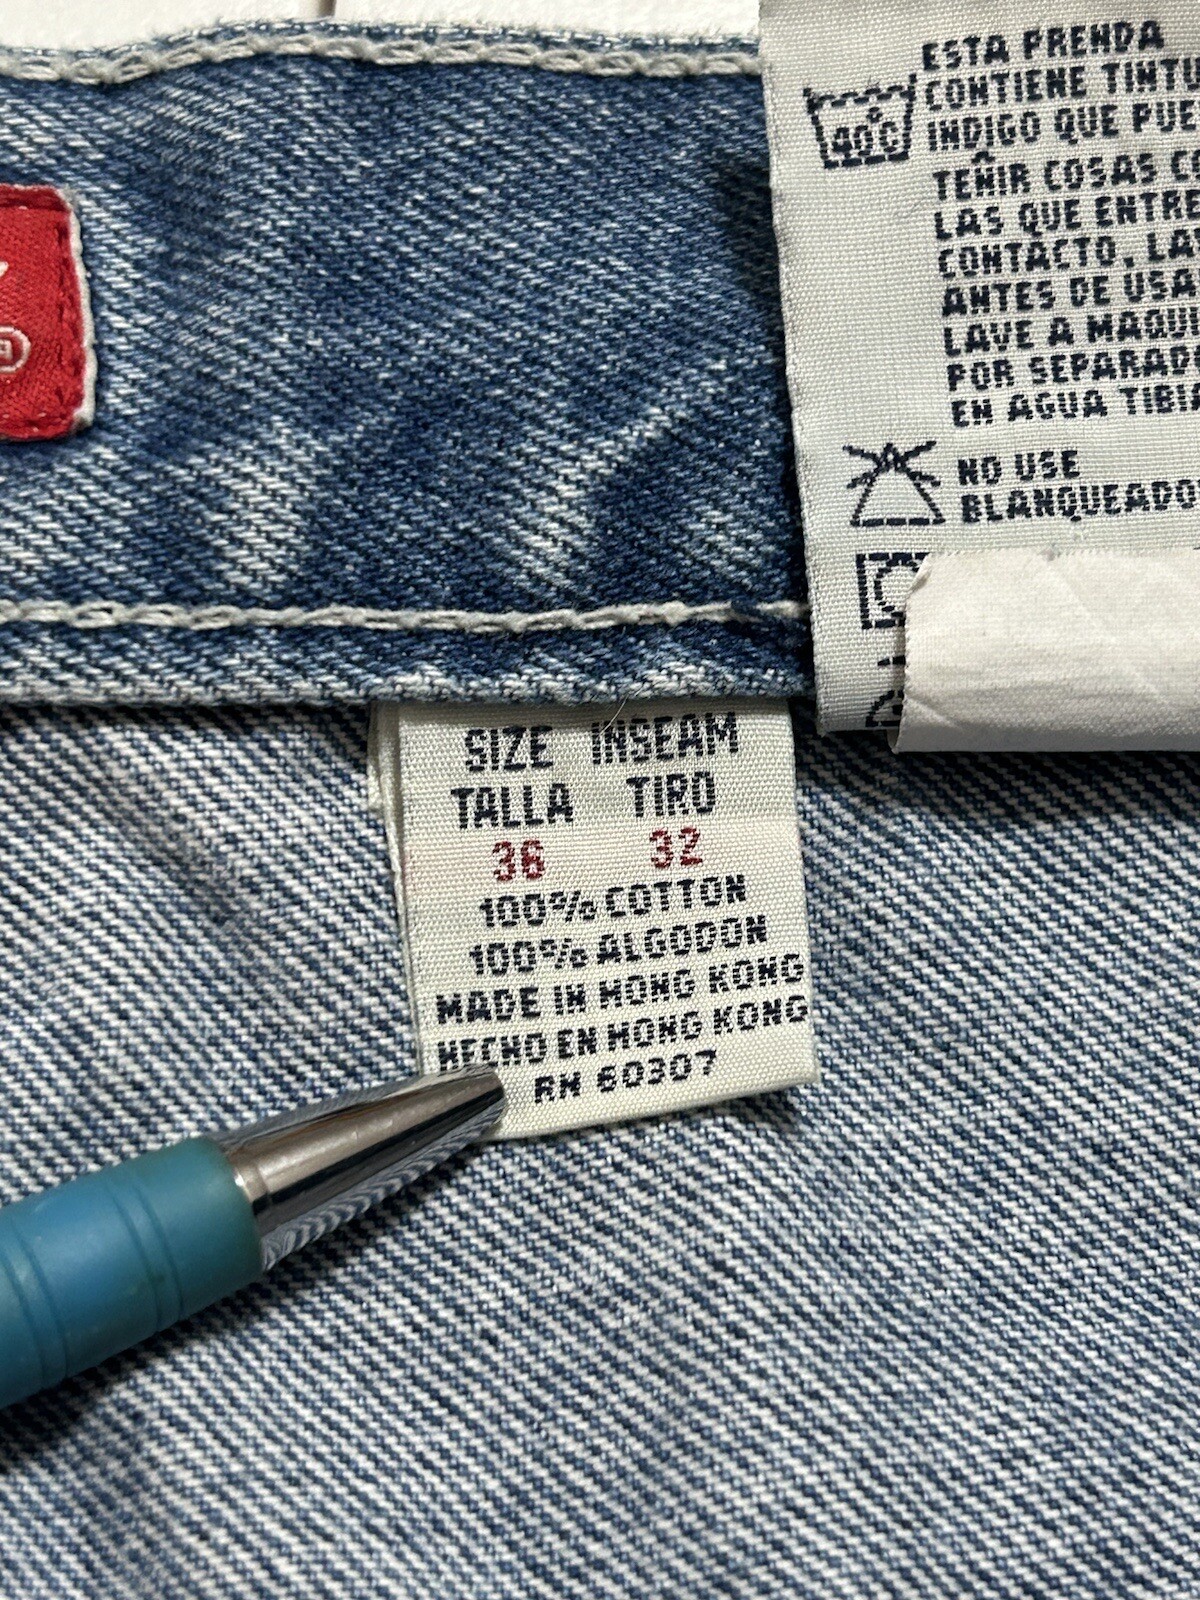 ESTA PRENDA
CONTIENE TINTU
40°C
INDIGO QUE PUE
TEÑIR COSAS C
LAS QUE ENTRE
CONTACTO, LA
ANTES DE USA
LAVE A MAQU
POR SEPARAD
EN AGUA TIBI
NO USE
BLANQUEADO
SIZE INSEAM
TALLA TIRO
36 32
100% COTTON
100% ALGODON
MADE IN HONG KONG
HECHO EN HONG KONG
RN 60307